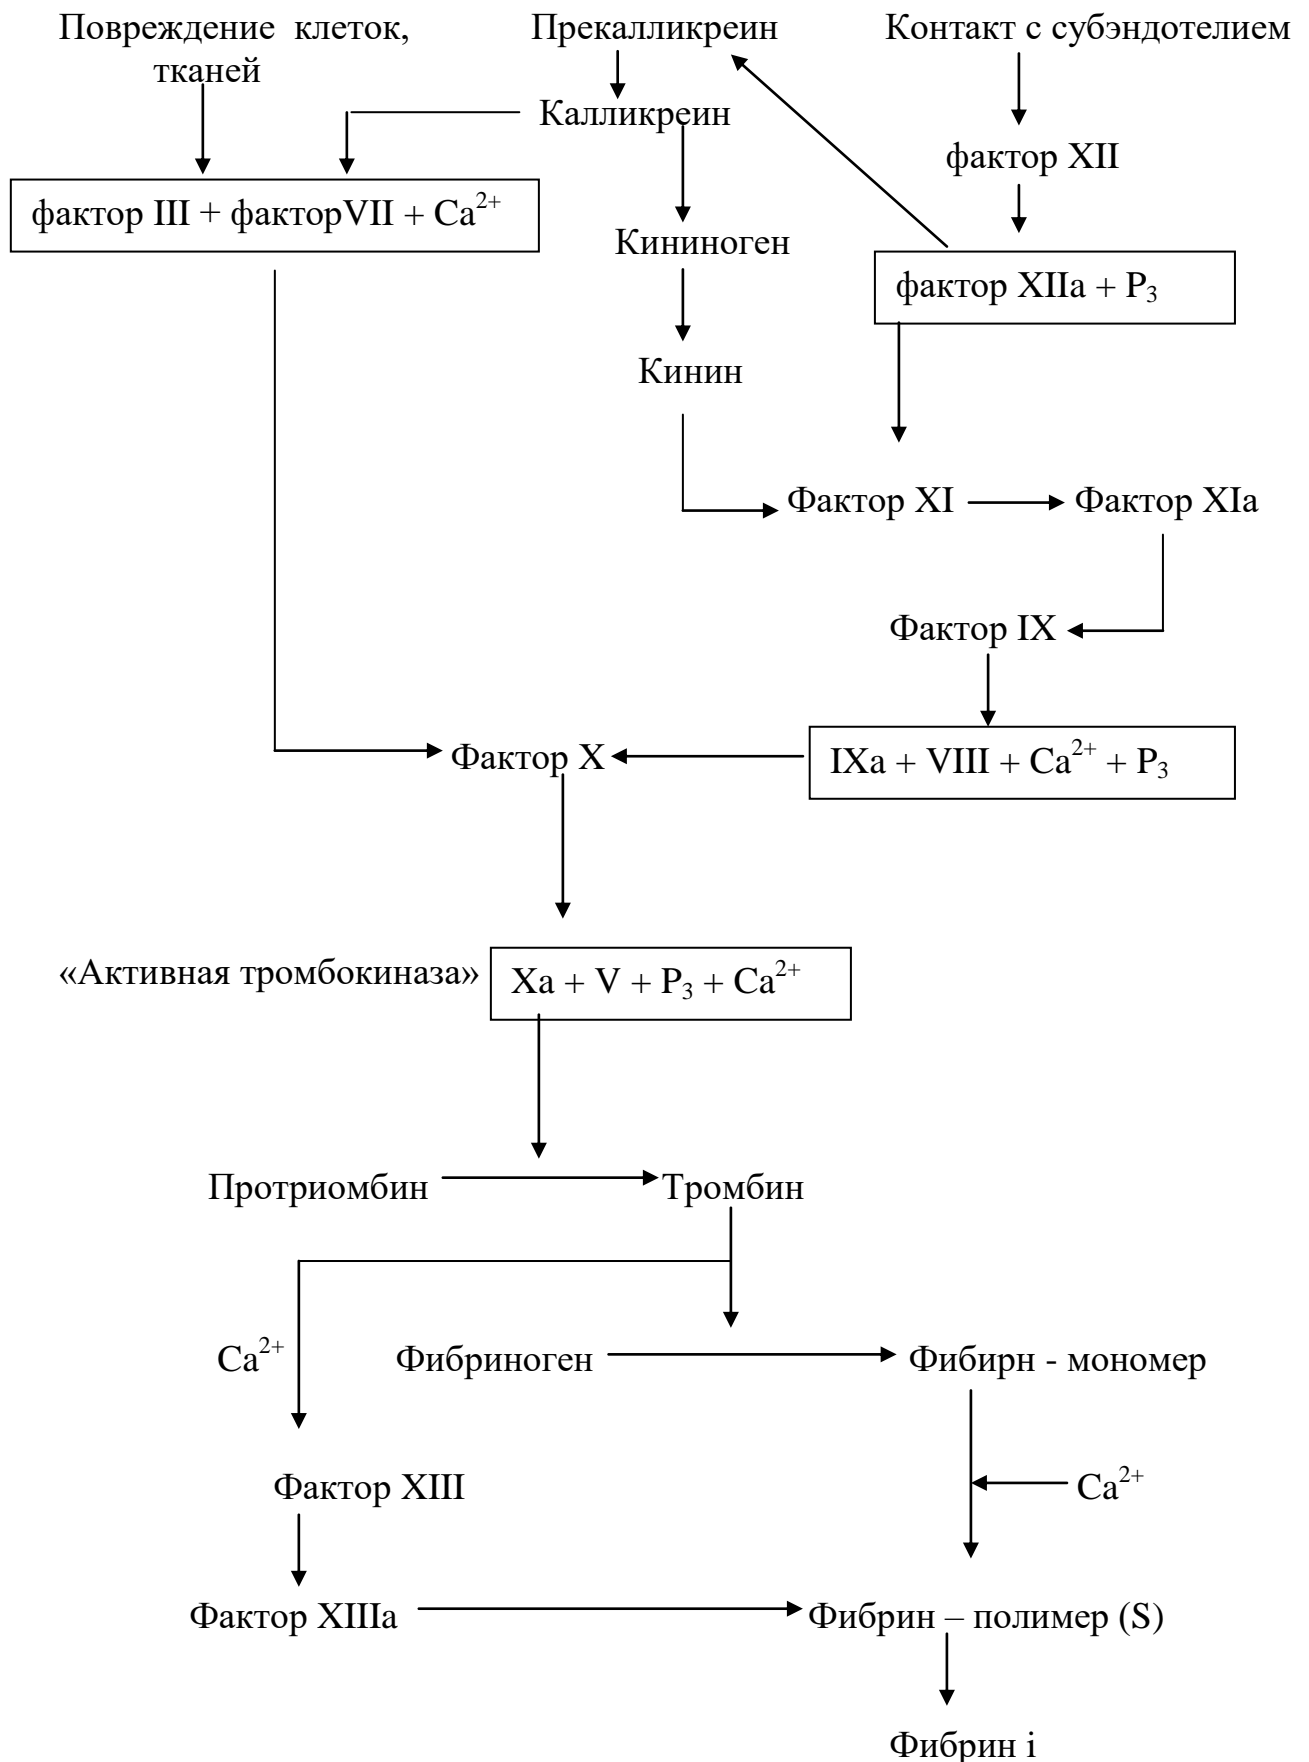 Повреждение клеток,
тканей
Прекалликреин
Контакт с субэндотелием
Калликреин
фактор XII
фактор III + факторVII + Ca²⁺
Кининоген
фактор XIIa + P₃
Кинин
Фактор XI
Фактор XIa
Фактор IX
Фактор X
IXa + VIII + Ca²⁺ + P₃
«Активная тромбокиназа»
Xa + V + P₃ + Ca²⁺
Протриомбин
Тромбин
Ca²⁺
Фибриноген
Фибирн - мономер
Фактор XIII
Ca²⁺
Фактор XIIIa
Фибрин – полимер (S)
Фибрин i